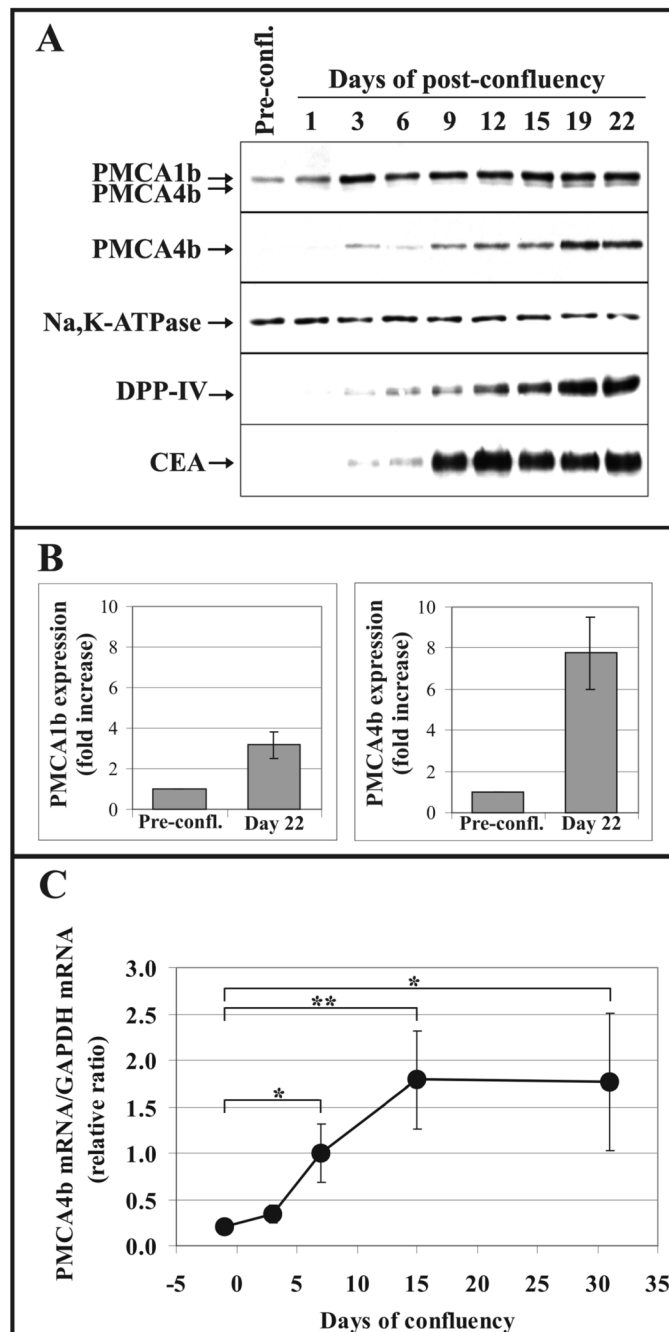 A
Pre-confl.
Days of post-confluency
1 3 6 9 12 15 19 22
PMCA1b
PMCA4b
PMCA4b
Na,K-ATPase
DPP-IV
CEA
B
PMCA1b expression
(fold increase)
10
8
6
4
2
0
Pre-confl. Day 22
PMCA4b expression
(fold increase)
10
8
6
4
2
0
Pre-confl. Day 22
C
PMCA4b mRNA/GAPDH mRNA
(relative ratio)
3.0
2.5
2.0
1.5
1.0
0.5
0.0
*
**
*
-5 0 5 10 15 20 25 30 35
Days of confluency